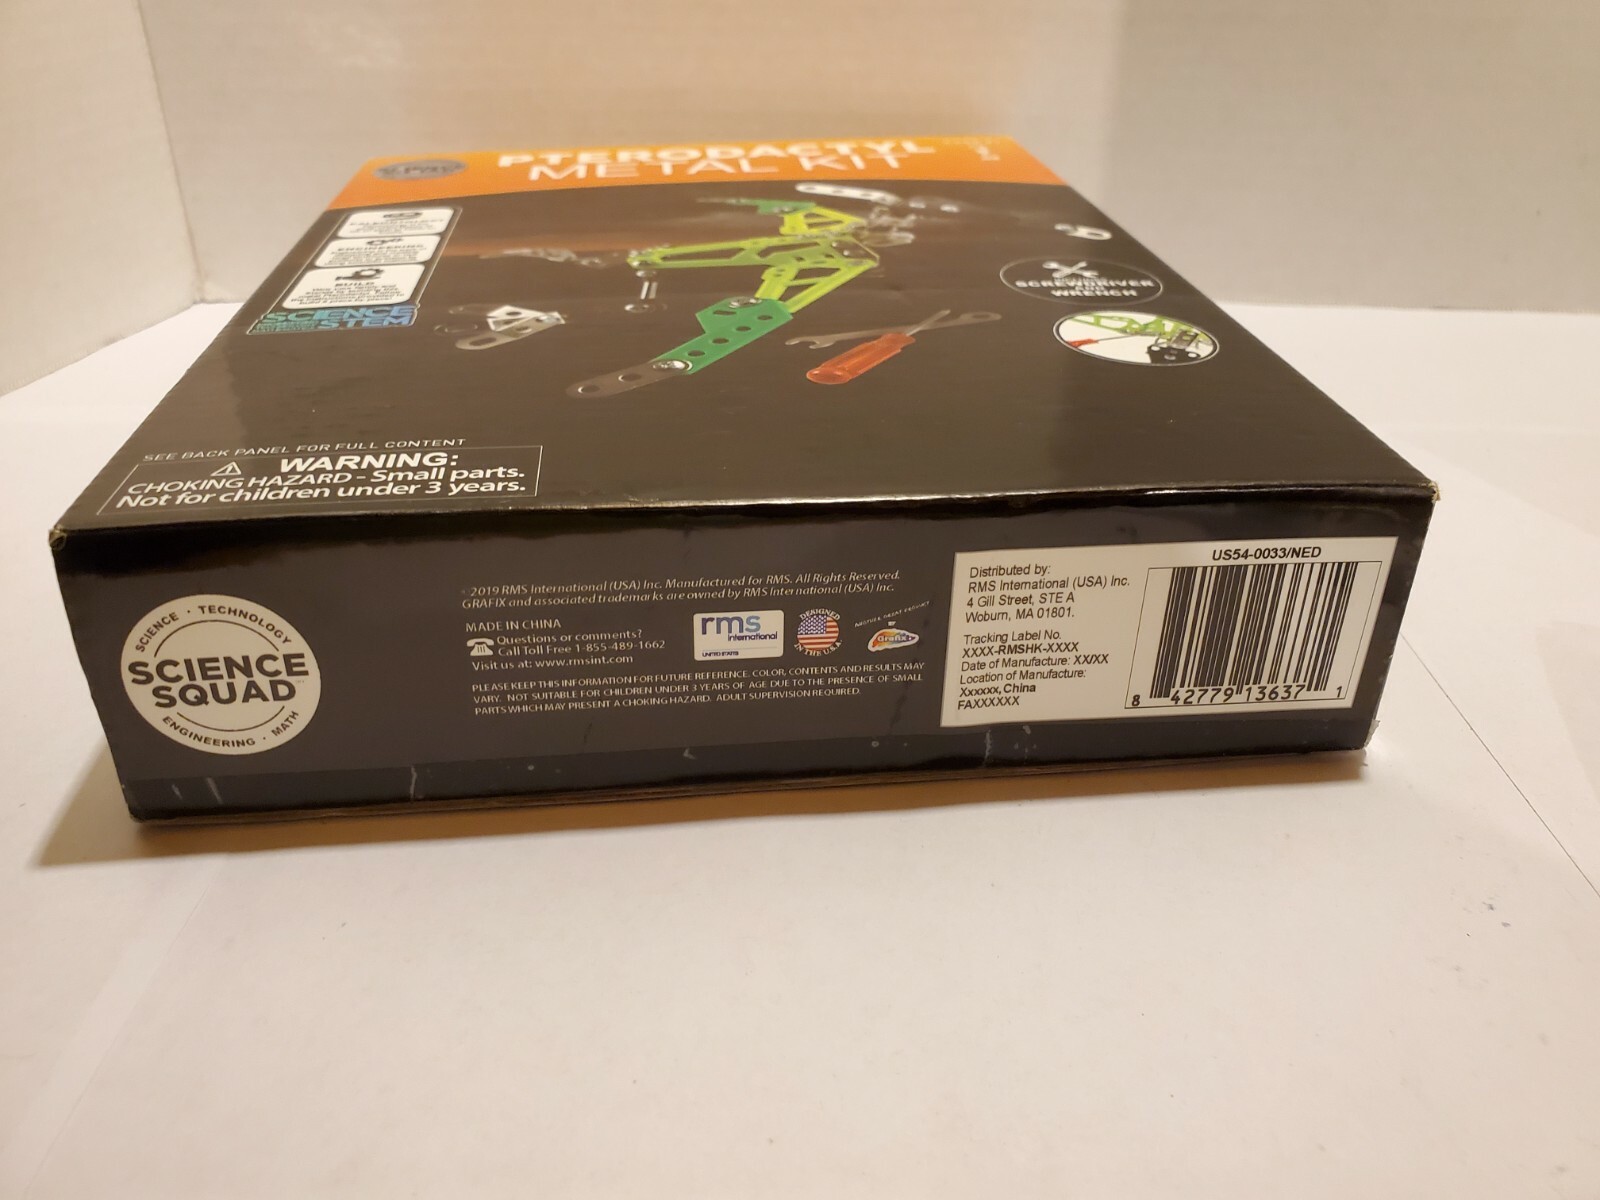 PTERODACTYL
METAL KIT
ENGINEERING
BUILD
SCIENCE
STEM
SCREWDRIVER
WRENCH
SEE BACK PANEL FOR FULL CONTENT
WARNING:
CHOKING HAZARD - Small parts.
Not for children under 3 years.
SCIENCE · TECHNOLOGY
SCIENCE
SQUAD
ENGINEERING · MATH
©2019 RMS International (USA) Inc. Manufactured for RMS. All Rights Reserved.
GRAFIX and associated trademarks are owned by RMS International (USA) Inc.
MADE IN CHINA
Questions or comments?
Call Toll Free 1-855-489-1662
Visit us at: www.rmsint.com
rms
international
UNITED STATES
DESIGNED
IN THE U.S.A.
ANOTHER GREAT PRODUCT
Grafix
PLEASE KEEP THIS INFORMATION FOR FUTURE REFERENCE. COLOR, CONTENTS AND RESULTS MAY
VARY. NOT SUITABLE FOR CHILDREN UNDER 3 YEARS OF AGE DUE TO THE PRESENCE OF SMALL
PARTS WHICH MAY PRESENT A CHOKING HAZARD. ADULT SUPERVISION REQUIRED.
Distributed by:
RMS International (USA) Inc.
4 Gill Street, STE A
Woburn, MA 01801.
Tracking Label No.
XXXX-RMSHK-XXXX
Date of Manufacture: XX/XX
Location of Manufacture:
Xxxxxx, China
FAXXXXXX
US54-0033/NED
8 42779 13637 1